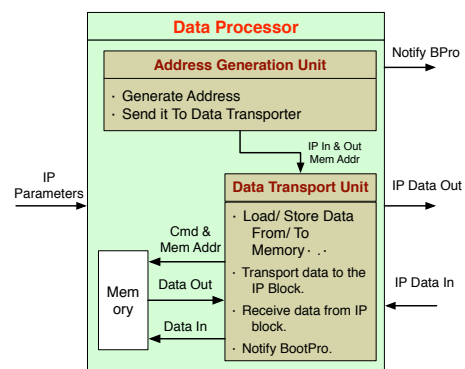 Data Processor
Address Generation Unit
Notify BPro
· Generate Address
· Send it To Data Transporter
IP In & Out
Mem Addr
IP
Parameters
Data Transport Unit
IP Data Out
· Load/ Store Data
From/ To
Memory · . ·
Cmd &
Mem Addr
· Transport data to the
IP Block.
IP Data In
Mem
ory
Data Out
· Receive data from IP
block.
Data In
· Notify BootPro.